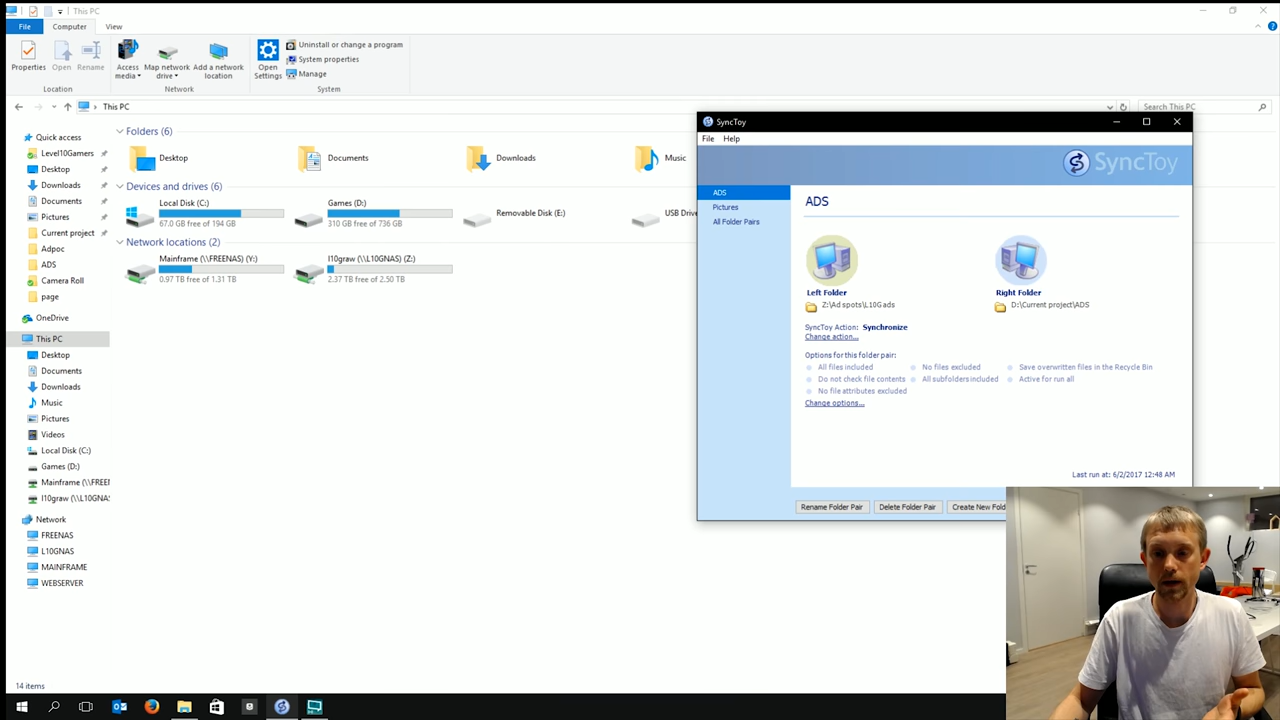 This PC
File
Computer
View
Properties
Open
Rename
Access media
Map network drive
Add a network location
Open Settings
Uninstall or change a program
System properties
Manage
Location
Network
System
This PC
Search This PC
Quick access
Level10Gamers
Desktop
Downloads
Documents
Pictures
Current project
Adpoc
ADS
Camera Roll
page
OneDrive
This PC
Desktop
Documents
Downloads
Music
Pictures
Videos
Local Disk (C:)
Games (D:)
Mainframe (\\FREEN
l10graw (\\L10GNAS
Network
FREENAS
L10GNAS
MAINFRAME
WEBSERVER
14 items
Folders (6)
Desktop
Documents
Downloads
Music
Devices and drives (6)
Local Disk (C:)
67.0 GB free of 194 GB
Games (D:)
310 GB free of 736 GB
Removable Disk (E:)
USB Drive
Network locations (2)
Mainframe (\\FREENAS) (Y:)
0.97 TB free of 1.31 TB
l10graw (\\L10GNAS) (Z:)
2.37 TB free of 2.50 TB
SyncToy
File Help
SyncToy
ADS
Pictures
All Folder Pairs
ADS
Left Folder
Z:\Ad spots\L10G ads
Right Folder
D:\Current project\ADS
SyncToy Action: Synchronize
Change action...
Options for this folder pair:
All files included
No files excluded
Save overwritten files in the Recycle Bin
Do not check file contents
All subfolders included
Active for run all
No file attributes excluded
Change options...
Last run at: 6/2/2017 12:48 AM
Rename Folder Pair
Delete Folder Pair
Create New Fold